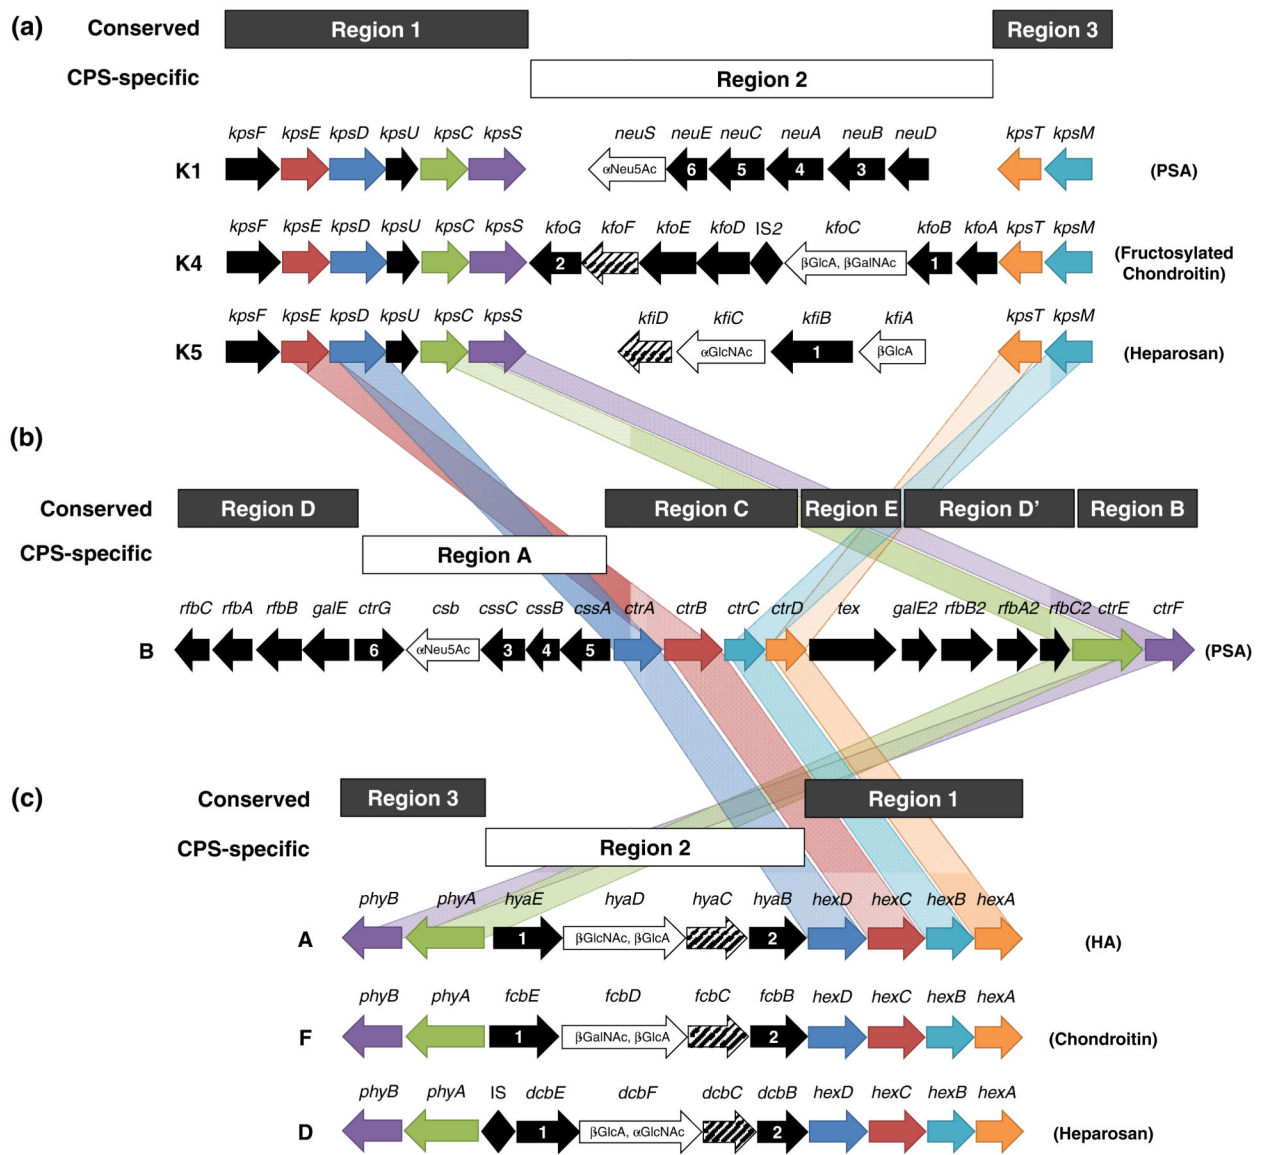 (a) Conserved Region 1 Region 3
CPS-specific Region 2
kpsF kpsE kpsD kpsU kpsC kpsS neuS neuE neuC neuA neuB neuD kpsT kpsM
K1 αNeu5Ac 6 5 4 3 (PSA)
kpsF kpsE kpsD kpsU kpsC kpsS kfoG kfoF kfoE kfoD IS2 kfoC kfoB kfoA kpsT kpsM
K4 2 βGlcA, βGalNAc 1 (Fructosylated
Chondroitin)
kpsF kpsE kpsD kpsU kpsC kpsS kfiD kfiC kfiB kfiA kpsT kpsM
K5 αGlcNAc 1 βGlcA (Heparosan)
(b)
Conserved Region D Region C Region E Region D' Region B
CPS-specific Region A
rfbC rfbA rfbB galE ctrG csb cssC cssB cssA ctrA ctrB ctrC ctrD tex galE2 rfbB2 rfbA2 rfbC2 ctrE ctrF
B 6 αNeu5Ac 3 4 5 (PSA)
(c) Conserved Region 3 Region 1
CPS-specific Region 2
phyB phyA hyaE hyaD hyaC hyaB hexD hexC hexB hexA
A 1 βGlcNAc, βGlcA 2 (HA)
phyB phyA fcbE fcbD fcbC fcbB hexD hexC hexB hexA
F 1 βGalNAc, βGlcA 2 (Chondroitin)
phyB phyA IS dcbE dcbF dcbC dcbB hexD hexC hexB hexA
D 1 βGlcA, αGlcNAc 2 (Heparosan)